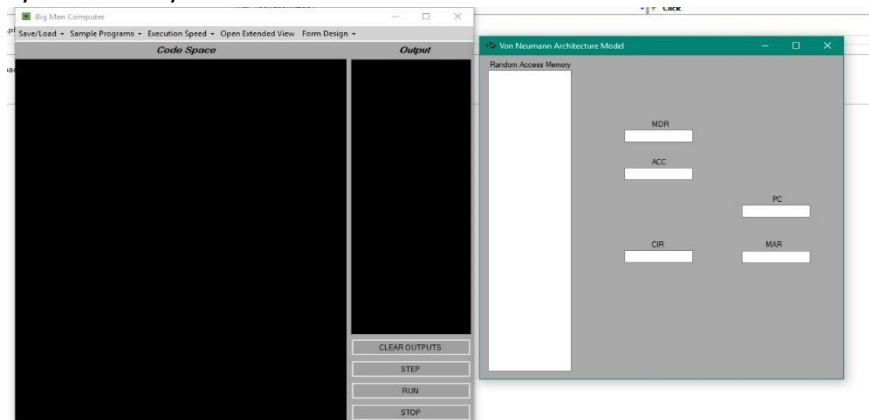 Click
Big Man Computer
Save/Load Sample Programs Execution Speed Open Extended View Form Design
Code Space
Output
CLEAR OUTPUTS
STEP
RUN
STOP
Von Neumann Architecture Model
Random Access Memory
MDR
ACC
PC
CIR
MAR